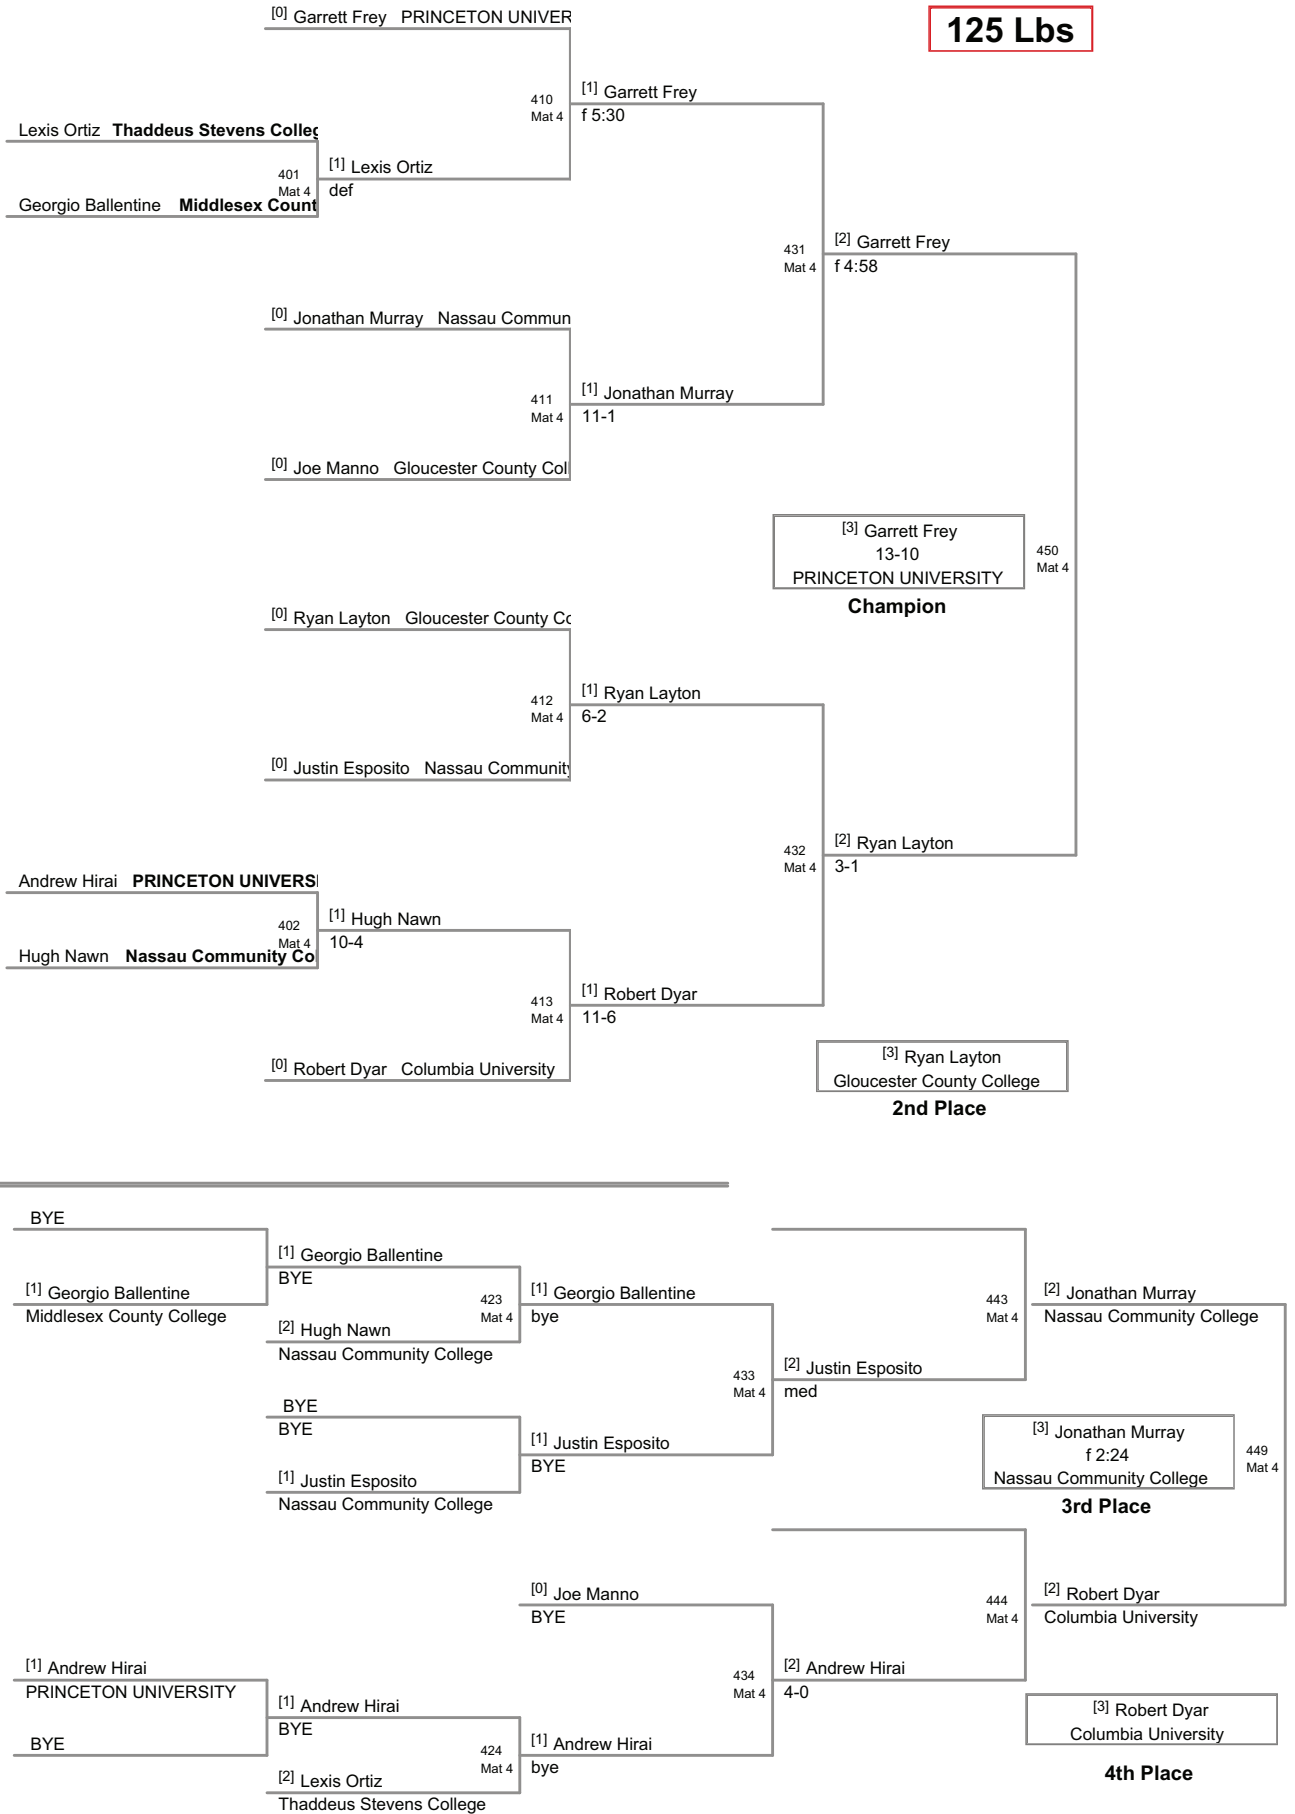 [0] Garrett Frey PRINCETON UNIVER
125 Lbs
410
Mat 4
[1] Garrett Frey
f 5:30
Lexis Ortiz Thaddeus Stevens Colleg
401
Mat 4
[1] Lexis Ortiz
def
Georgio Ballentine Middlesex Count
431
Mat 4
[2] Garrett Frey
f 4:58
[0] Jonathan Murray Nassau Commun
411
Mat 4
[1] Jonathan Murray
11-1
[0] Joe Manno Gloucester County Col
[3] Garrett Frey
13-10
PRINCETON UNIVERSITY
Champion
450
Mat 4
[0] Ryan Layton Gloucester County Co
412
Mat 4
[1] Ryan Layton
6-2
[0] Justin Esposito Nassau Community
432
Mat 4
[2] Ryan Layton
3-1
Andrew Hirai PRINCETON UNIVERSI
402
Mat 4
[1] Hugh Nawn
10-4
Hugh Nawn Nassau Community Co
413
Mat 4
[1] Robert Dyar
11-6
[0] Robert Dyar Columbia University
[3] Ryan Layton
Gloucester County College
2nd Place
BYE
[1] Georgio Ballentine
BYE
[1] Georgio Ballentine
Middlesex County College
423
Mat 4
[1] Georgio Ballentine
bye
[2] Hugh Nawn
Nassau Community College
443
Mat 4
[2] Jonathan Murray
Nassau Community College
433
Mat 4
[2] Justin Esposito
med
BYE
BYE
[1] Justin Esposito
BYE
[1] Justin Esposito
Nassau Community College
[3] Jonathan Murray
f 2:24
Nassau Community College
3rd Place
449
Mat 4
[0] Joe Manno
BYE
444
Mat 4
[2] Robert Dyar
Columbia University
[1] Andrew Hirai
PRINCETON UNIVERSITY
434
Mat 4
[2] Andrew Hirai
4-0
[1] Andrew Hirai
BYE
BYE
424
Mat 4
[1] Andrew Hirai
bye
[2] Lexis Ortiz
Thaddeus Stevens College
[3] Robert Dyar
Columbia University
4th Place